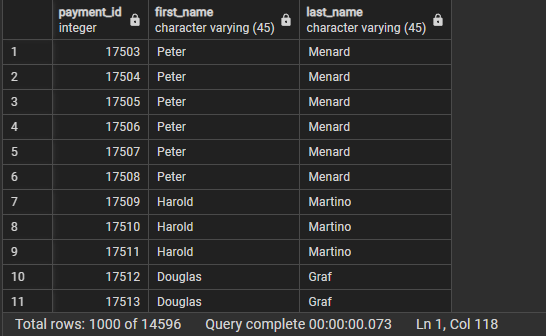 payment_id first_name last_name
integer character varying (45) character varying (45)
1 17503 Peter Menard
2 17504 Peter Menard
3 17505 Peter Menard
4 17506 Peter Menard
5 17507 Peter Menard
6 17508 Peter Menard
7 17509 Harold Martino
8 17510 Harold Martino
9 17511 Harold Martino
10 17512 Douglas Graf
11 17513 Douglas Graf
Total rows: 1000 of 14596 Query complete 00:00:00.073 Ln 1, Col 118